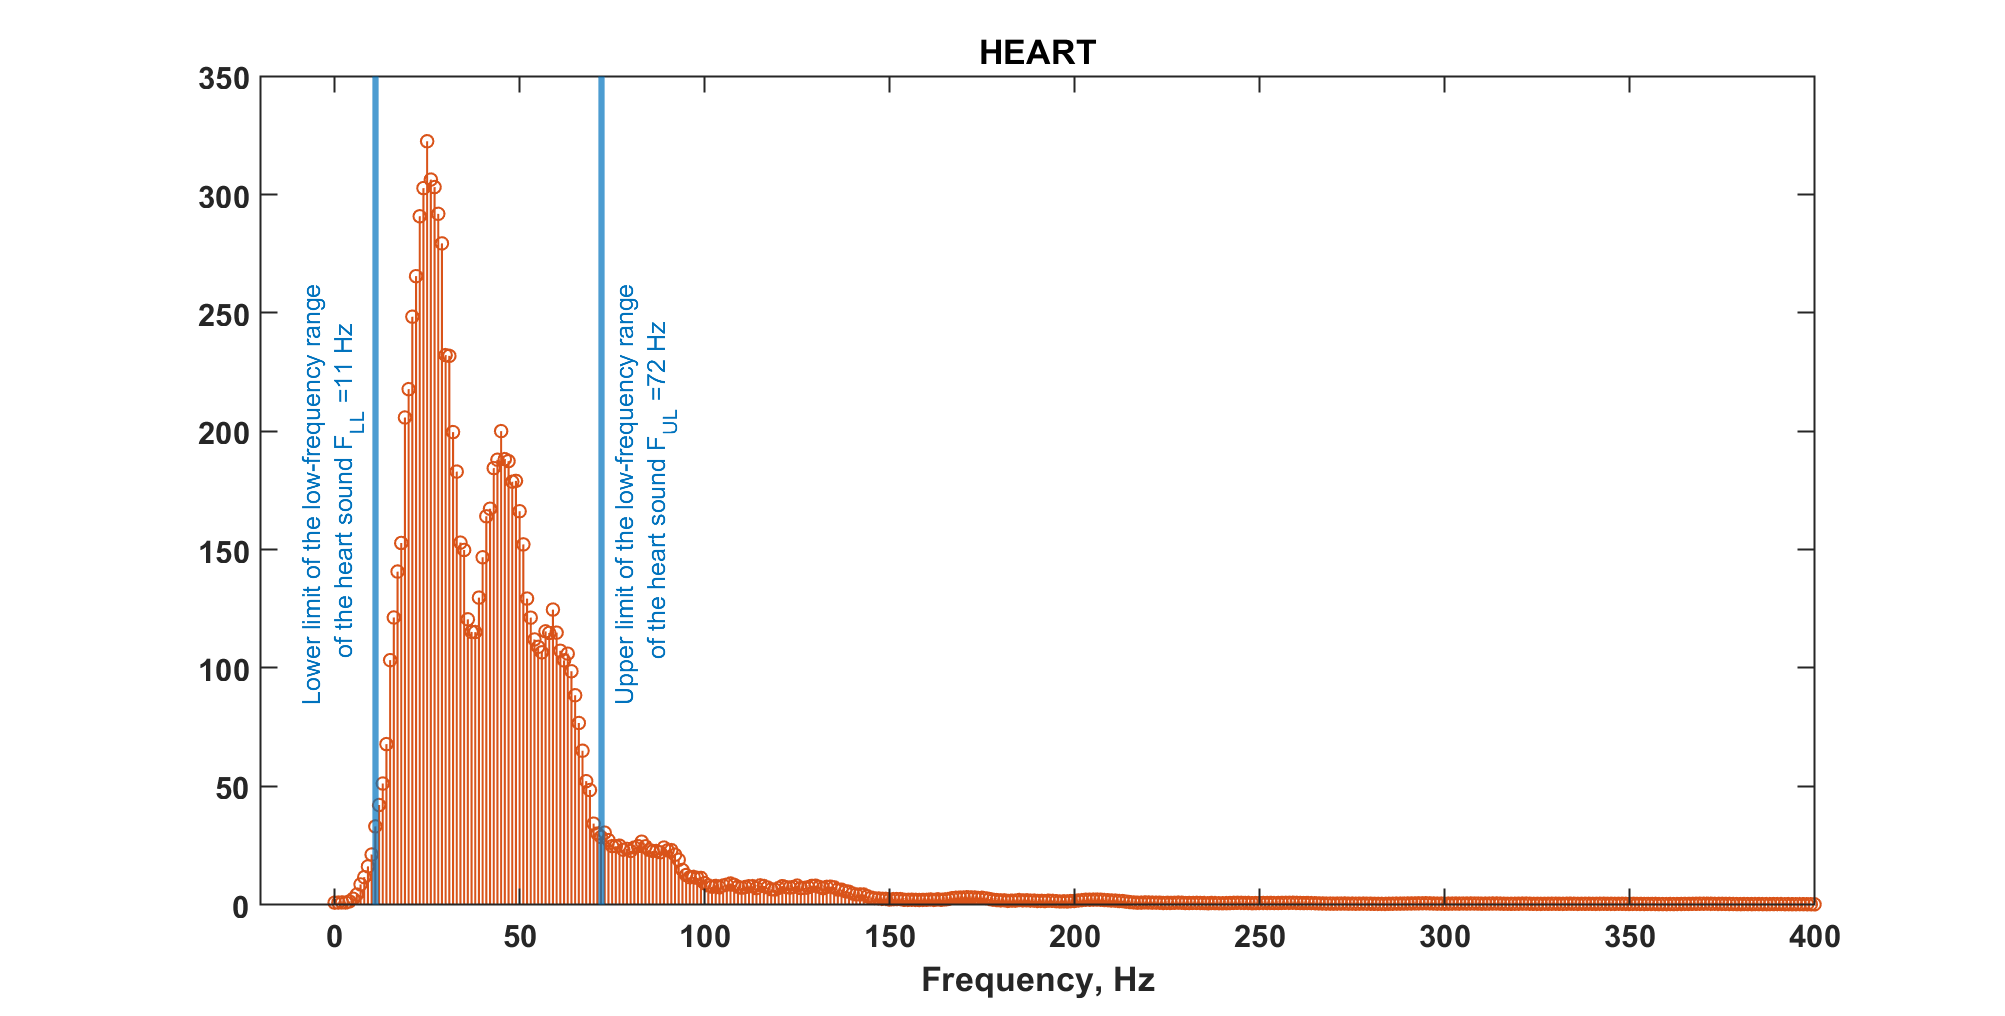 HEART
350
300
250
200
150
100
50
0
Lower limit of the low-frequency range
of the heart sound F_LL =11 Hz
Upper limit of the low-frequency range
of the heart sound F_UL =72 Hz
0 50 100 150 200 250 300 350 400
Frequency, Hz